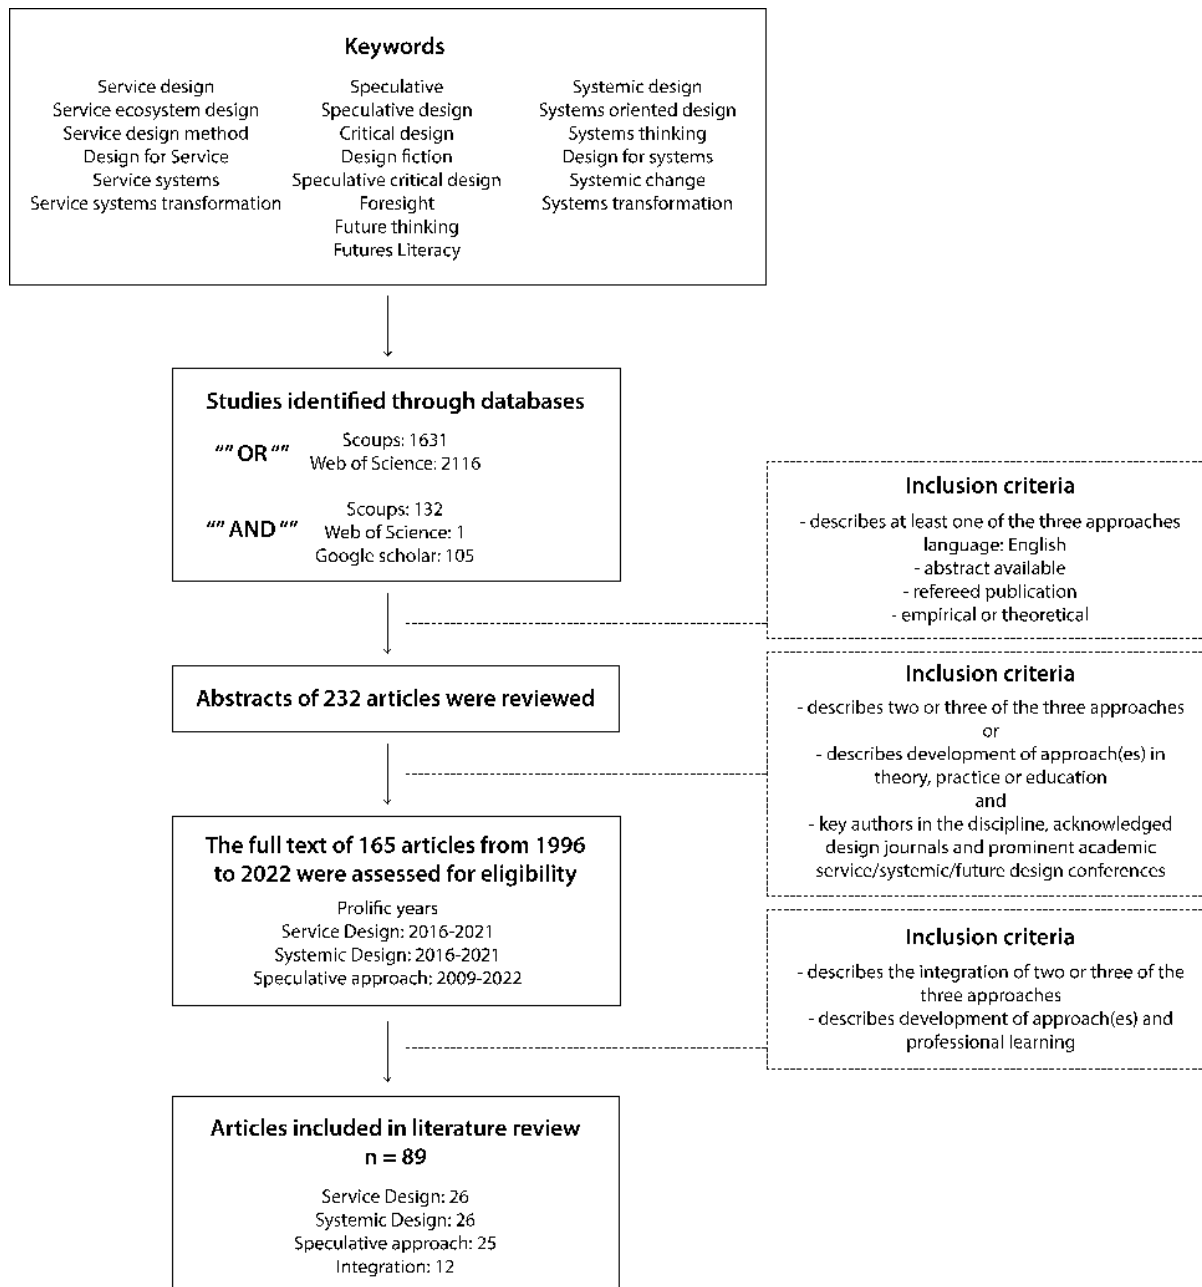 Keywords
Service design
Service ecosystem design
Service design method
Design for Service
Service systems
Service systems transformation
Speculative
Speculative design
Critical design
Design fiction
Speculative critical design
Foresight
Future thinking
Futures Literacy
Systemic design
Systems oriented design
Systems thinking
Design for systems
Systemic change
Systems transformation
Studies identified through databases
“” OR “”
Scoups: 1631
Web of Science: 2116
“” AND “”
Scoups: 132
Web of Science: 1
Google scholar: 105
Inclusion criteria
- describes at least one of the three approaches
language: English
- abstract available
- refereed publication
- empirical or theoretical
Abstracts of 232 articles were reviewed
Inclusion criteria
- describes two or three of the three approaches
or
- describes development of approach(es) in
theory, practice or education
and
- key authors in the discipline, acknowledged
design journals and prominent academic
service/systemic/future design conferences
The full text of 165 articles from 1996
to 2022 were assessed for eligibility
Prolific years
Service Design: 2016-2021
Systemic Design: 2016-2021
Speculative approach: 2009-2022
Inclusion criteria
- describes the integration of two or three of the
three approaches
- describes development of approach(es) and
professional learning
Articles included in literature review
n = 89
Service Design: 26
Systemic Design: 26
Speculative approach: 25
Integration: 12